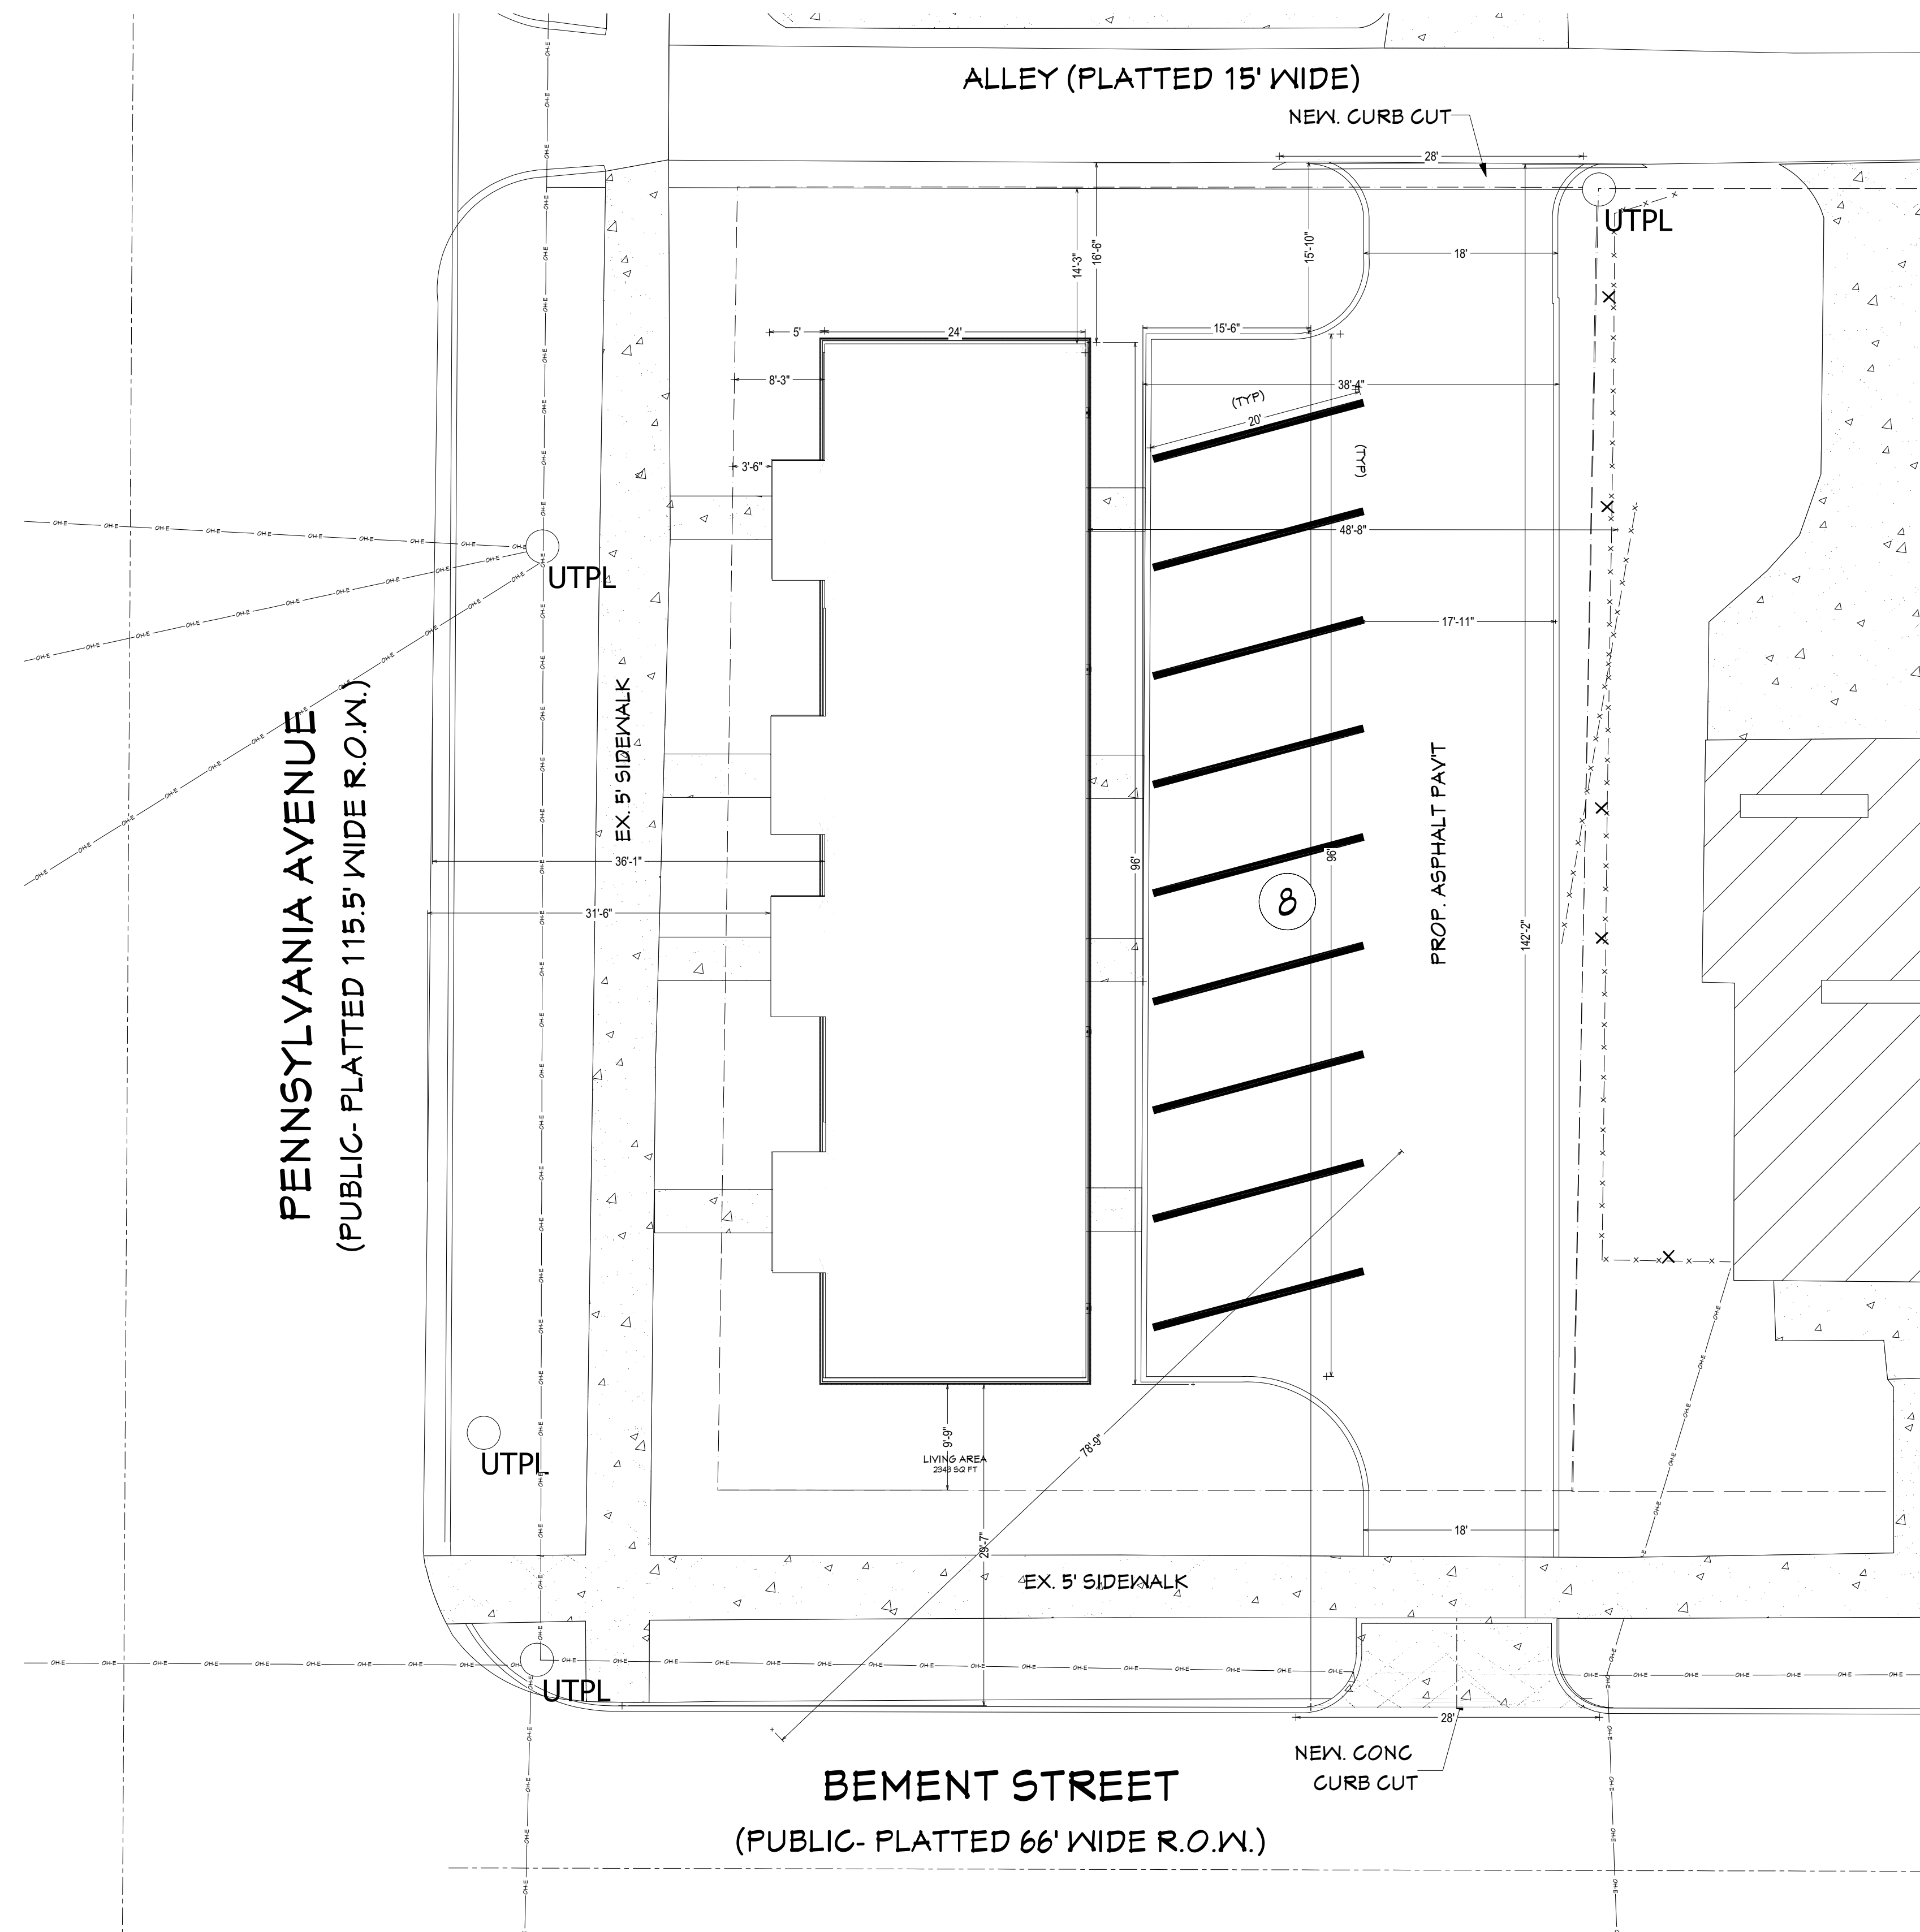 ALLEY (PLATTED 15' WIDE)
NEW. CURB CUT
28'
UTPL
15'-10"
16'-6"
14'-3"
18'
5'
24'
15'-6"
8'-3"
38'-4"
(TYP)
20'
(TYP)
3'-6"
48'-8"
UTPL
17'-11"
PENNSYLVANIA AVENUE
(PUBLIC- PLATTED 115.5' WIDE R.O.W.)
EX. 5' SIDEWALK
36'-1"
31'-6"
96'
96'
8
PROP. ASPHALT PAV'T
142'-2"
UTPL
9'-9"
LIVING AREA
2343 SQ FT
78'-9"
29'-7"
18'
EX. 5' SIDEWALK
UTPL
28'
NEW. CONC
CURB CUT
BEMENT STREET
(PUBLIC- PLATTED 66' WIDE R.O.W.)
OH-E